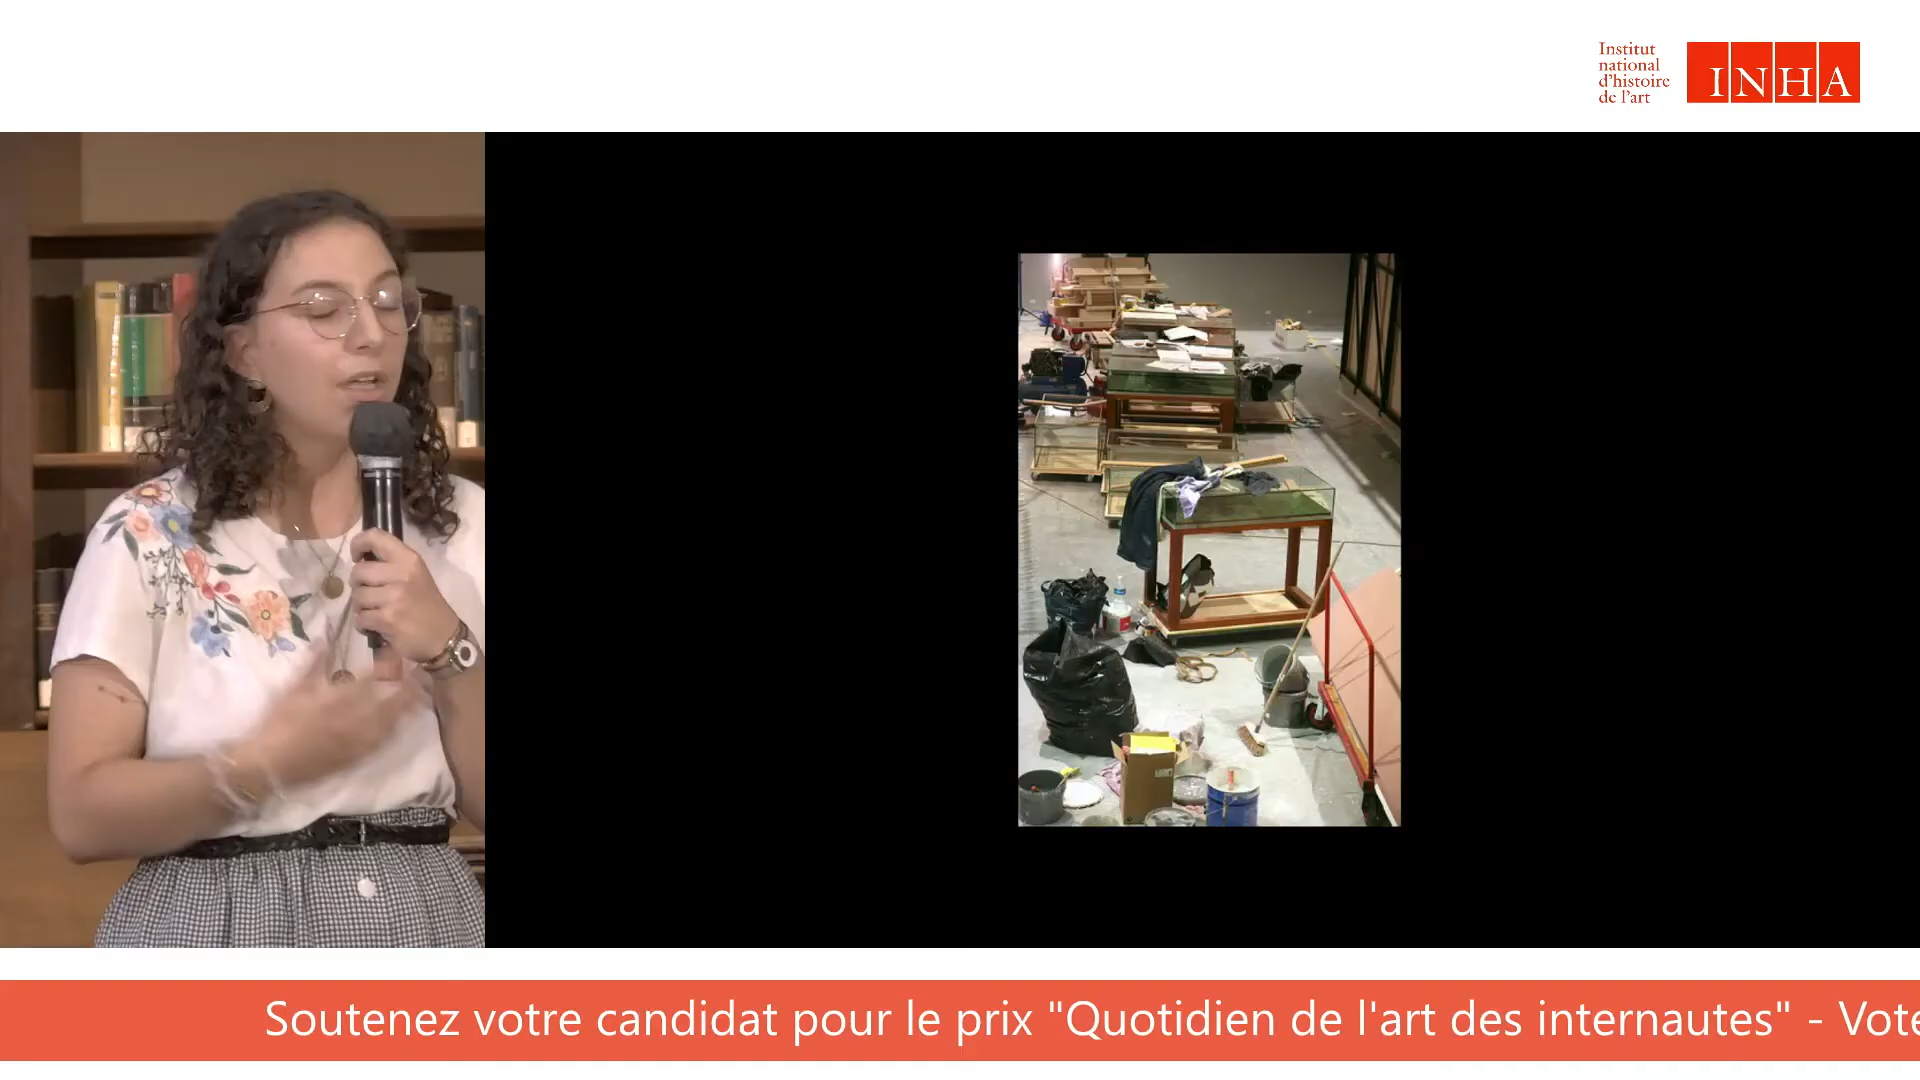 Institut
national
d'histoire
de l'art
INHA
Soutenez votre candidat pour le prix "Quotidien de l'art des internautes" - Vote